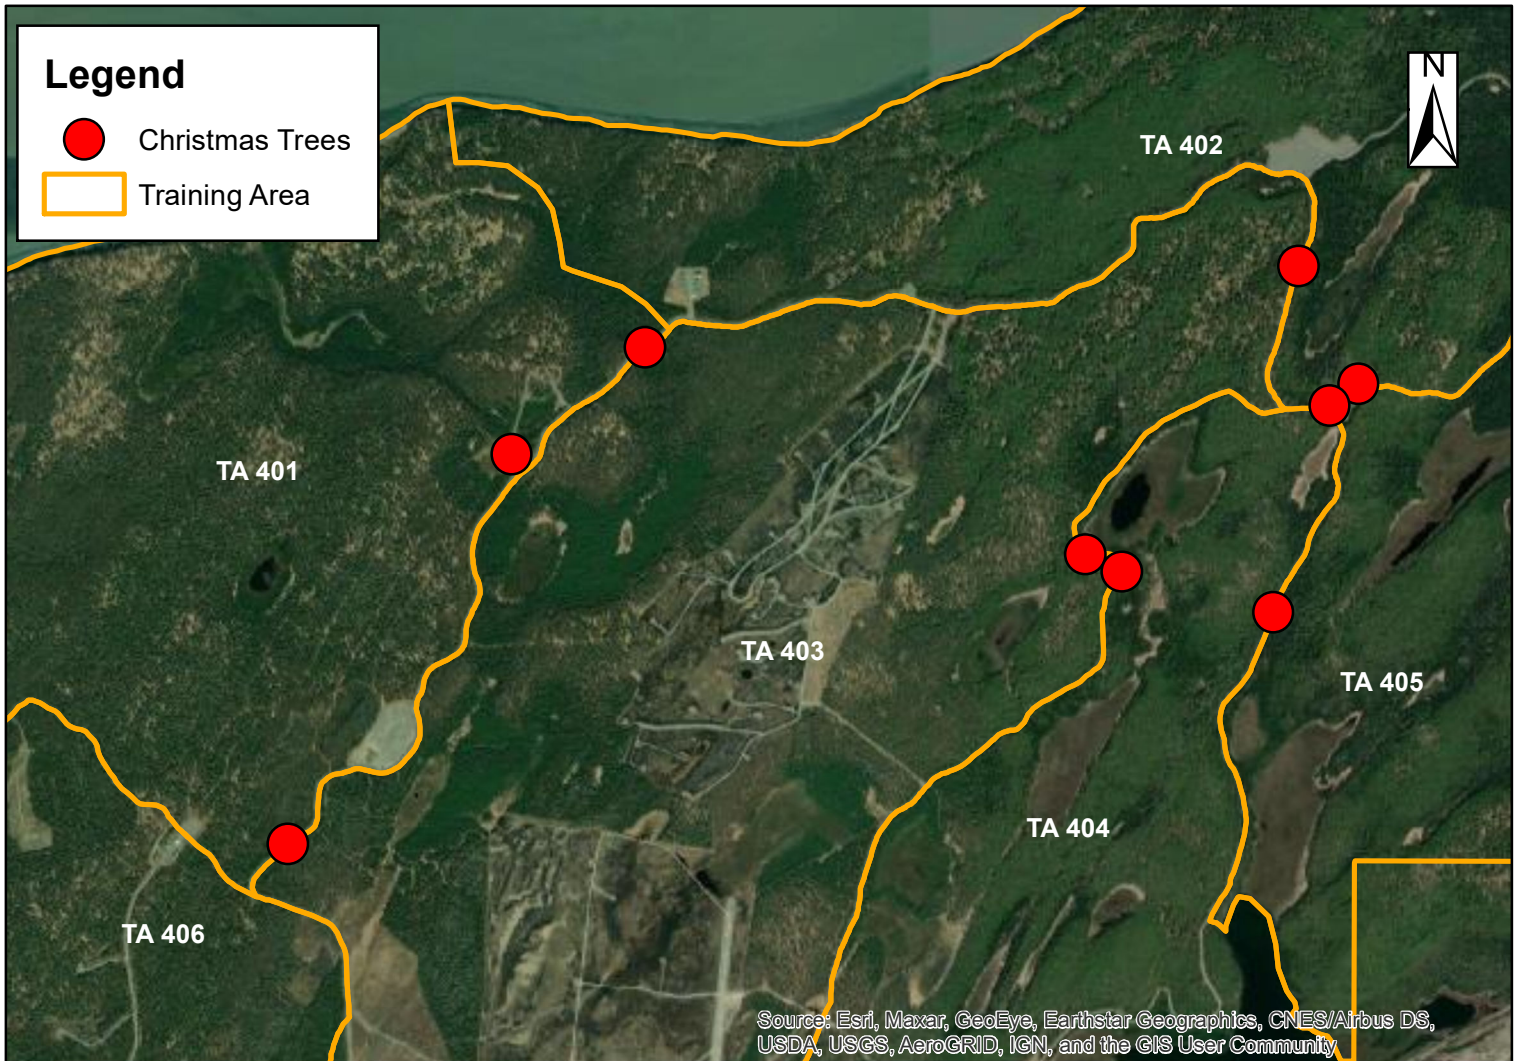 Legend
Christmas Trees
Training Area
N
TA 402
TA 401
TA 403
TA 405
TA 404
TA 406
Source: Esri, Maxar, GeoEye, Earthstar Geographics, CNES/Airbus DS,
USDA, USGS, AeroGRID, IGN, and the GIS User Community